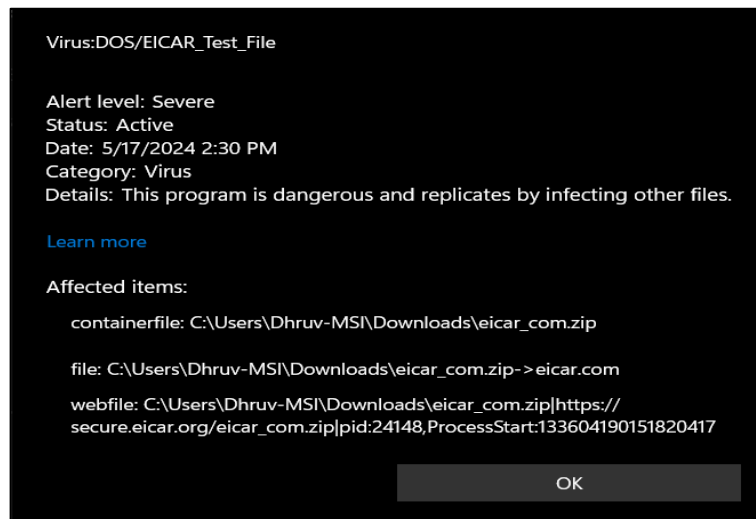 Virus:DOS/EICAR_Test_File
Alert level: Severe
Status: Active
Date: 5/17/2024 2:30 PM
Category: Virus
Details: This program is dangerous and replicates by infecting other files.
Learn more
Affected items:
containerfile: C:\Users\Dhruv-MSI\Downloads\eicar_com.zip
file: C:\Users\Dhruv-MSI\Downloads\eicar_com.zip->eicar.com
webfile: C:\Users\Dhruv-MSI\Downloads\eicar_com.zip|https://
secure.eicar.org/eicar_com.zip|pid:24148,ProcessStart:133604190151820417
OK